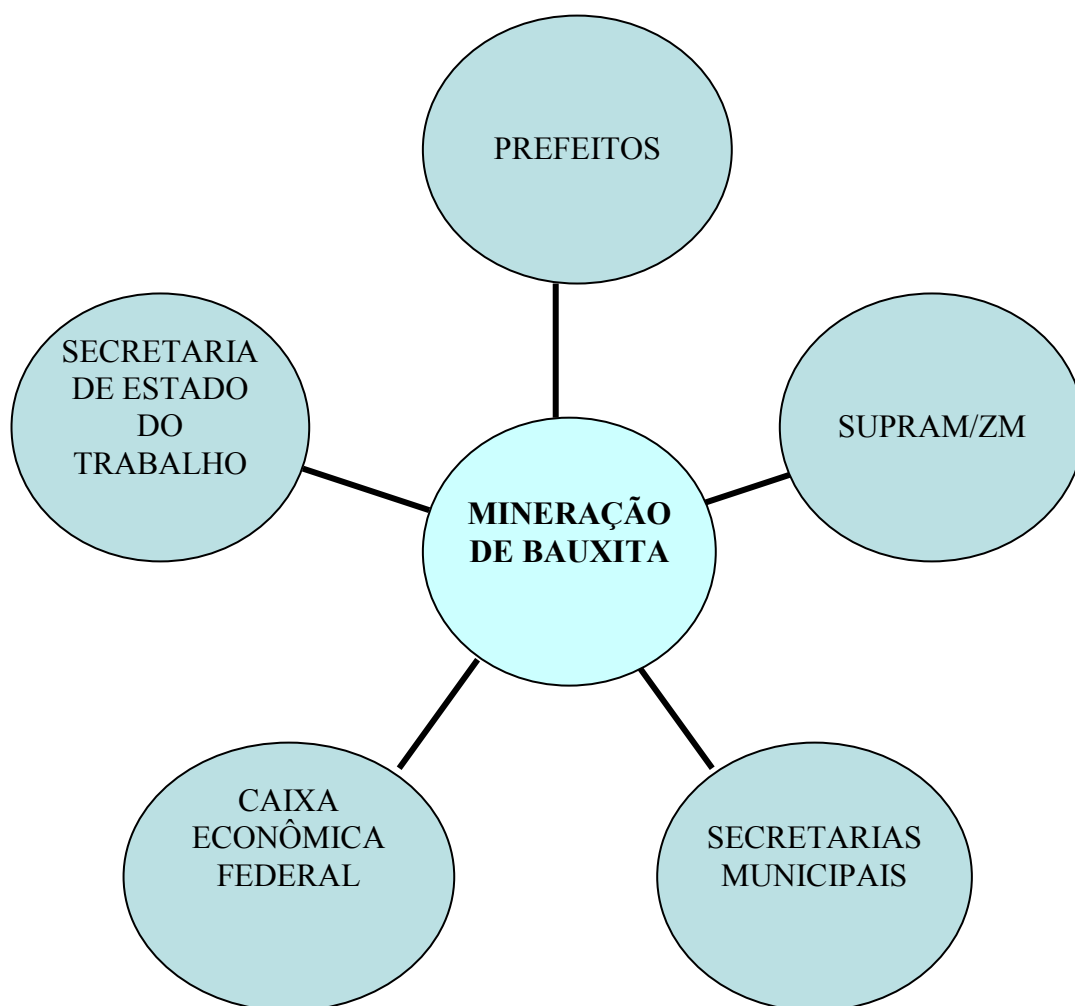 PREFEITOS
SECRETARIA
DE ESTADO
DO
TRABALHO
SUPRAM/ZM
MINERAÇÃO
DE BAUXITA
CAIXA
ECONÔMICA
FEDERAL
SECRETARIAS
MUNICIPAIS